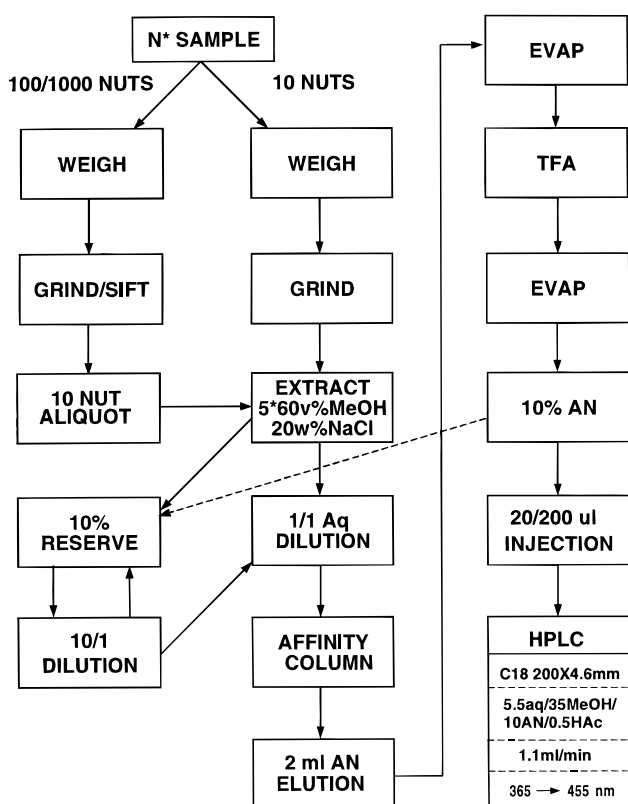 N* SAMPLE
100/1000 NUTS
10 NUTS
WEIGH
WEIGH
GRIND/SIFT
GRIND
10 NUT
ALIQUOT
EXTRACT
5*60v%MeOH
20w%NaCl
10%
RESERVE
1/1 Aq
DILUTION
10/1
DILUTION
AFFINITY
COLUMN
2 ml AN
ELUTION
EVAP
TFA
EVAP
10% AN
20/200 ul
INJECTION
HPLC
C18 200X4.6mm
5.5aq/35MeOH/
10AN/0.5HAc
1.1ml/min
365 → 455 nm